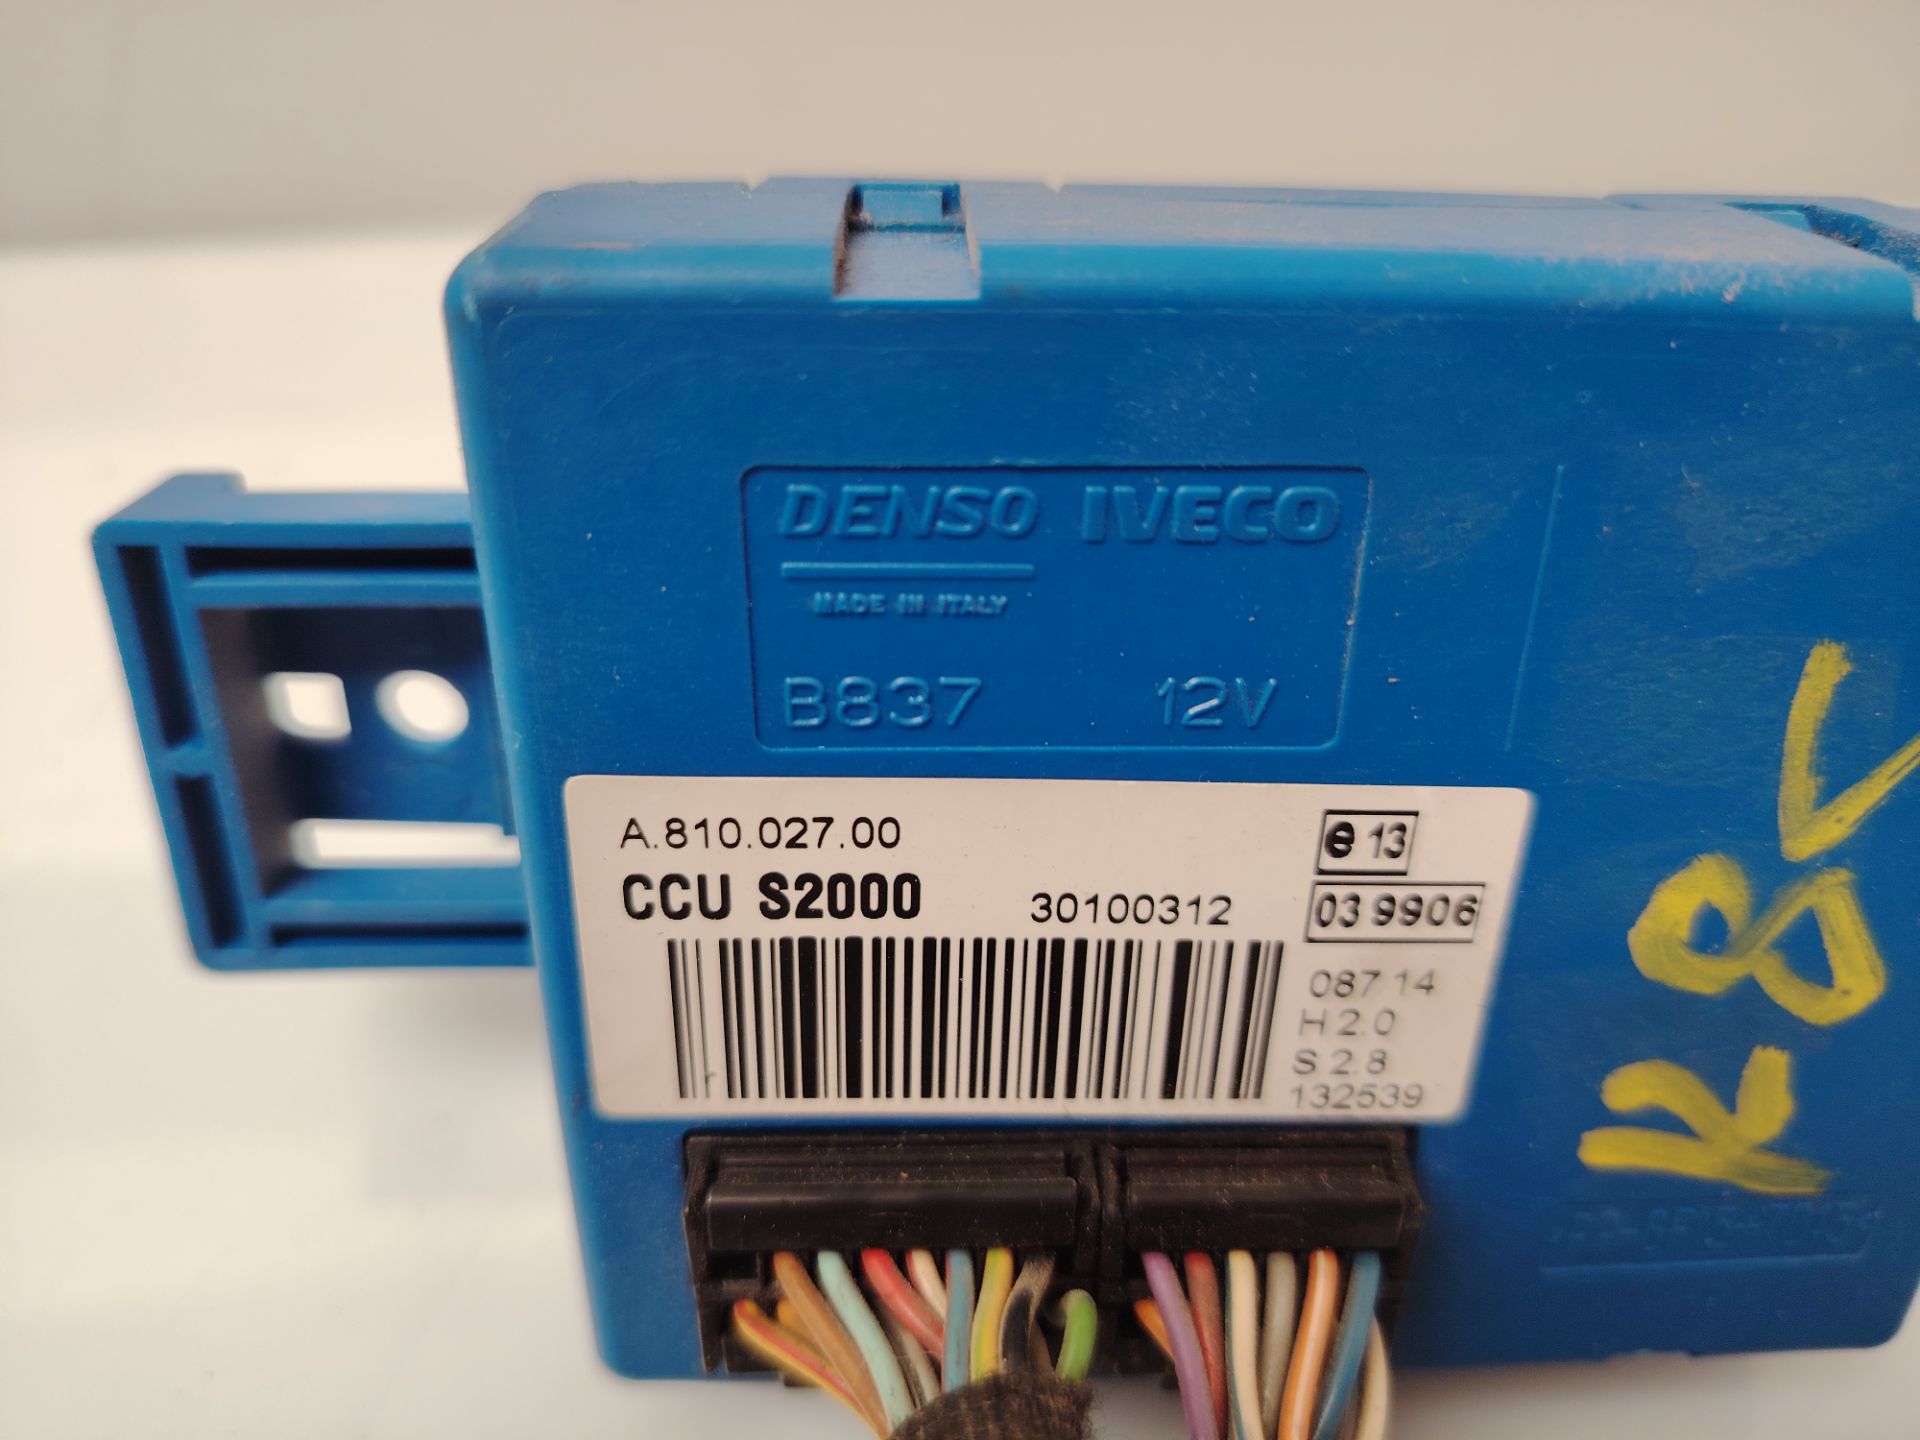 DENSO IVECO
MADE IN ITALY
B837 12V
A.810.027.00
CCU S2000 30100312
e 13
03 9906
087 14
H 2.0
S 2.8
132539
R 8V